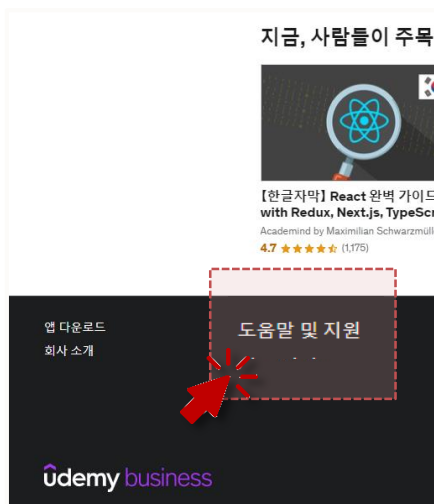 지금, 사람들이 주목
【한글자막】 React 완벽 가이드
with Redux, Next.js, TypeScr
Academind by Maximilian Schwarzmüll
4.7 (1,175)
앱 다운로드
도움말 및 지원
회사 소개
ûdemy business